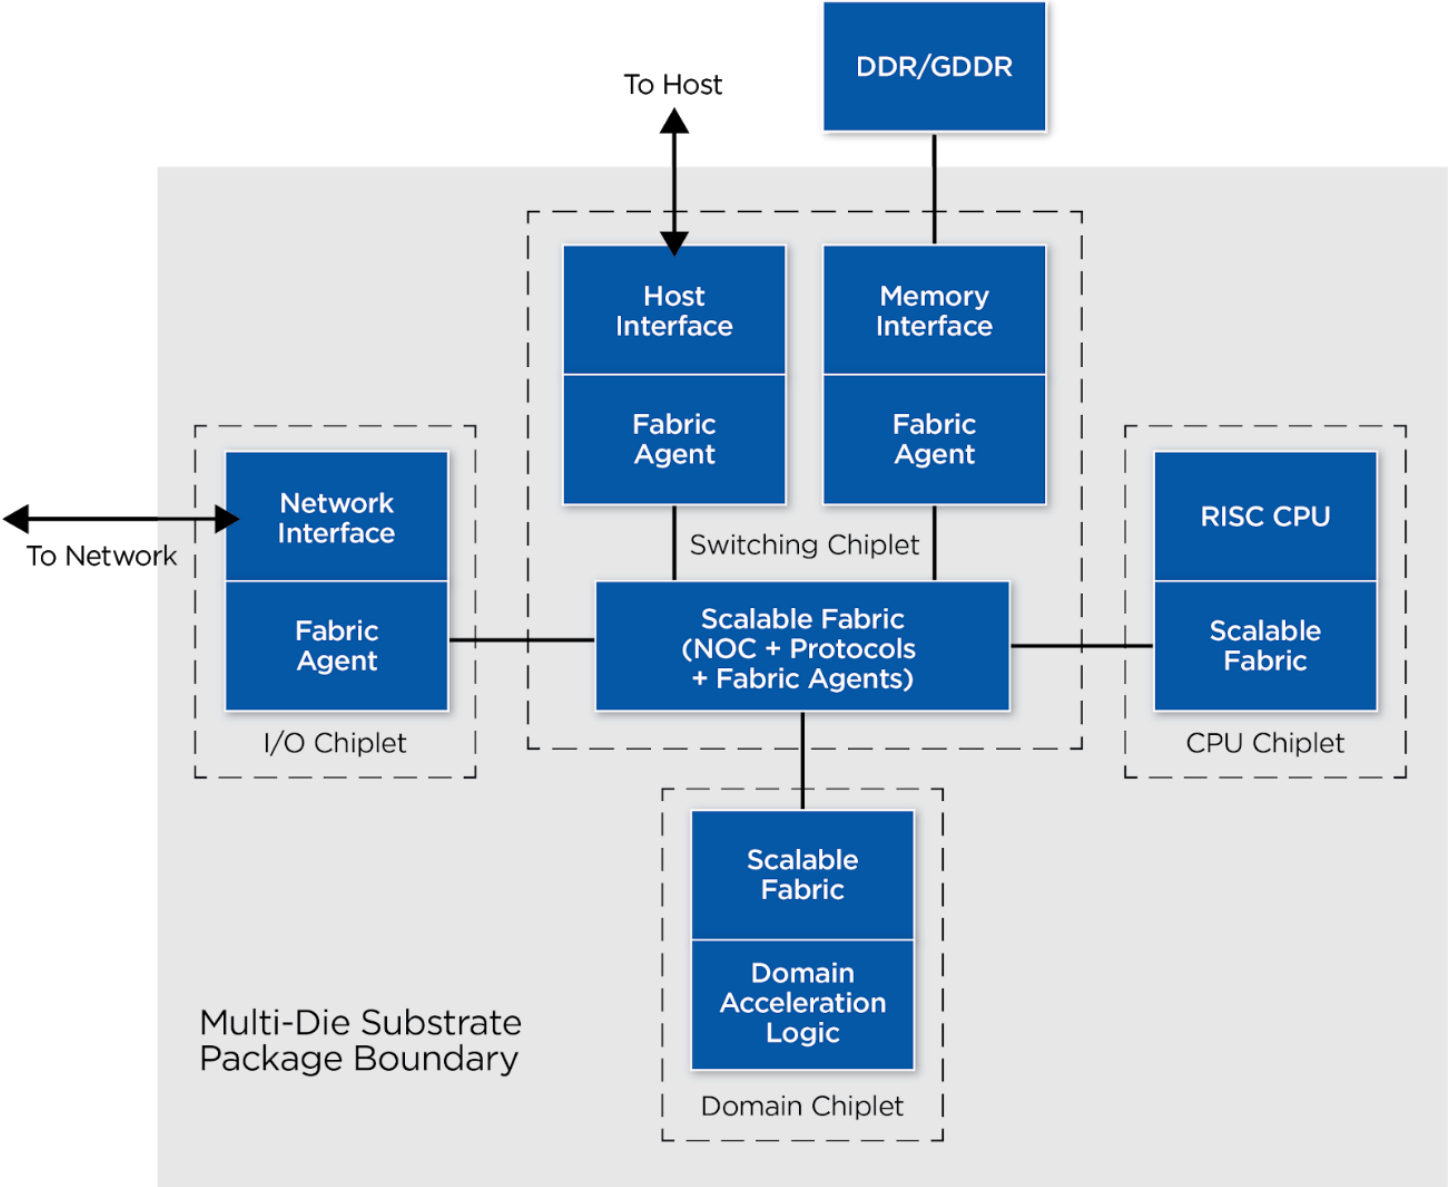 To Host
DDR/GDDR
Host
Interface
Memory
Interface
Fabric
Agent
Fabric
Agent
Network
Interface
To Network
Fabric
Agent
I/O Chiplet
Switching Chiplet
Scalable Fabric
(NOC + Protocols
+ Fabric Agents)
RISC CPU
Scalable
Fabric
CPU Chiplet
Scalable
Fabric
Domain
Acceleration
Logic
Domain Chiplet
Multi-Die Substrate
Package Boundary